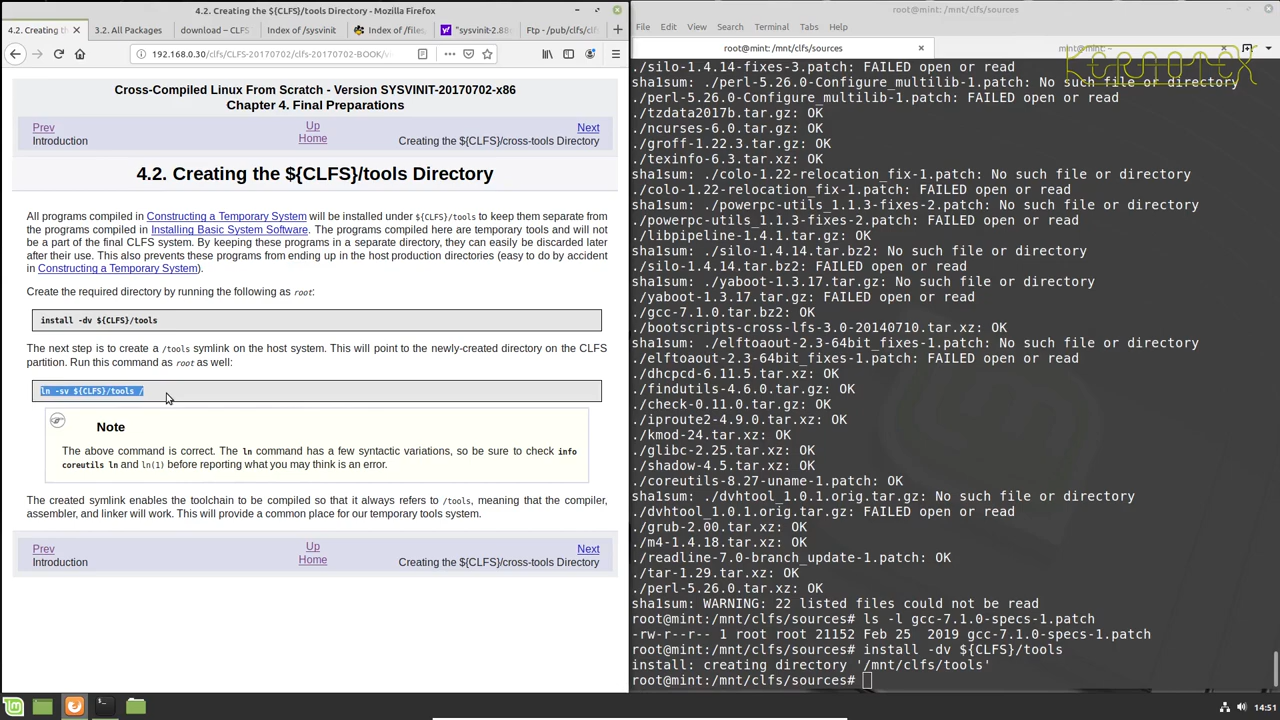 4.2. Creating the ${CLFS}/tools Directory - Mozilla Firefox
4.2. Creating th
3.2. All Packages
download – CLFS
Index of /sysvinit
Index of /files,
"sysvinit-2.88d
Ftp - /pub/clfs/cl
192.168.0.30/clfs/CLFS-20170702/clfs-20170702-BOOK/
Cross-Compiled Linux From Scratch - Version SYSVINIT-20170702-x86
Chapter 4. Final Preparations
Prev
Up
Next
Introduction
Home
Creating the ${CLFS}/cross-tools Directory
4.2. Creating the ${CLFS}/tools Directory
All programs compiled in Constructing a Temporary System will be installed under ${CLFS}/tools to keep them separate from
the programs compiled in Installing Basic System Software. The programs compiled here are temporary tools and will not
be a part of the final CLFS system. By keeping these programs in a separate directory, they can easily be discarded later
after their use. This also prevents these programs from ending up in the host production directories (easy to do by accident
in Constructing a Temporary System).
Create the required directory by running the following as root:
install -dv ${CLFS}/tools
The next step is to create a /tools symlink on the host system. This will point to the newly-created directory on the CLFS
partition. Run this command as root as well:
ln -sv ${CLFS}/tools /
Note
The above command is correct. The ln command has a few syntactic variations, so be sure to check info
coreutils ln and ln(1) before reporting what you may think is an error.
The created symlink enables the toolchain to be compiled so that it always refers to /tools, meaning that the compiler,
assembler, and linker will work. This will provide a common place for our temporary tools system.
Prev
Up
Next
Introduction
Home
Creating the ${CLFS}/cross-tools Directory
root@mint: /mnt/clfs/sources
File Edit View Search Terminal Tabs Help
root@mint: /mnt/clfs/sources
mint@mint: ~
KERNOTEX
./silo-1.4.14-fixes-3.patch: FAILED open or read
sha1sum: ./perl-5.26.0-Configure_multilib-1.patch: No such file or directory
./perl-5.26.0-Configure_multilib-1.patch: FAILED open or read
./tzdata2017b.tar.gz: OK
./ncurses-6.0.tar.gz: OK
./groff-1.22.3.tar.gz: OK
./texinfo-6.3.tar.xz: OK
sha1sum: ./colo-1.22-relocation_fix-1.patch: No such file or directory
./colo-1.22-relocation_fix-1.patch: FAILED open or read
sha1sum: ./powerpc-utils_1.1.3-fixes-2.patch: No such file or directory
./powerpc-utils_1.1.3-fixes-2.patch: FAILED open or read
./libpipeline-1.4.1.tar.gz: OK
sha1sum: ./silo-1.4.14.tar.bz2: No such file or directory
./silo-1.4.14.tar.bz2: FAILED open or read
sha1sum: ./yaboot-1.3.17.tar.gz: No such file or directory
./yaboot-1.3.17.tar.gz: FAILED open or read
./gcc-7.1.0.tar.bz2: OK
./bootscripts-cross-lfs-3.0-20140710.tar.xz: OK
sha1sum: ./elftoaout-2.3-64bit_fixes-1.patch: No such file or directory
./elftoaout-2.3-64bit_fixes-1.patch: FAILED open or read
./dhcpcd-6.11.5.tar.xz: OK
./findutils-4.6.0.tar.gz: OK
./check-0.11.0.tar.gz: OK
./iproute2-4.9.0.tar.xz: OK
./kmod-24.tar.xz: OK
./glibc-2.25.tar.xz: OK
./shadow-4.5.tar.xz: OK
./coreutils-8.27-uname-1.patch: OK
sha1sum: ./dvhtool_1.0.1.orig.tar.gz: No such file or directory
./dvhtool_1.0.1.orig.tar.gz: FAILED open or read
./grub-2.00.tar.xz: OK
./m4-1.4.18.tar.xz: OK
./readline-7.0-branch_update-1.patch: OK
./tar-1.29.tar.xz: OK
./perl-5.26.0.tar.xz: OK
sha1sum: WARNING: 22 listed files could not be read
root@mint:/mnt/clfs/sources# ls -l gcc-7.1.0-specs-1.patch
-rw-r--r-- 1 root root 21152 Feb 25  2019 gcc-7.1.0-specs-1.patch
root@mint:/mnt/clfs/sources# install -dv ${CLFS}/tools
install: creating directory '/mnt/clfs/tools'
root@mint:/mnt/clfs/sources#
14:51